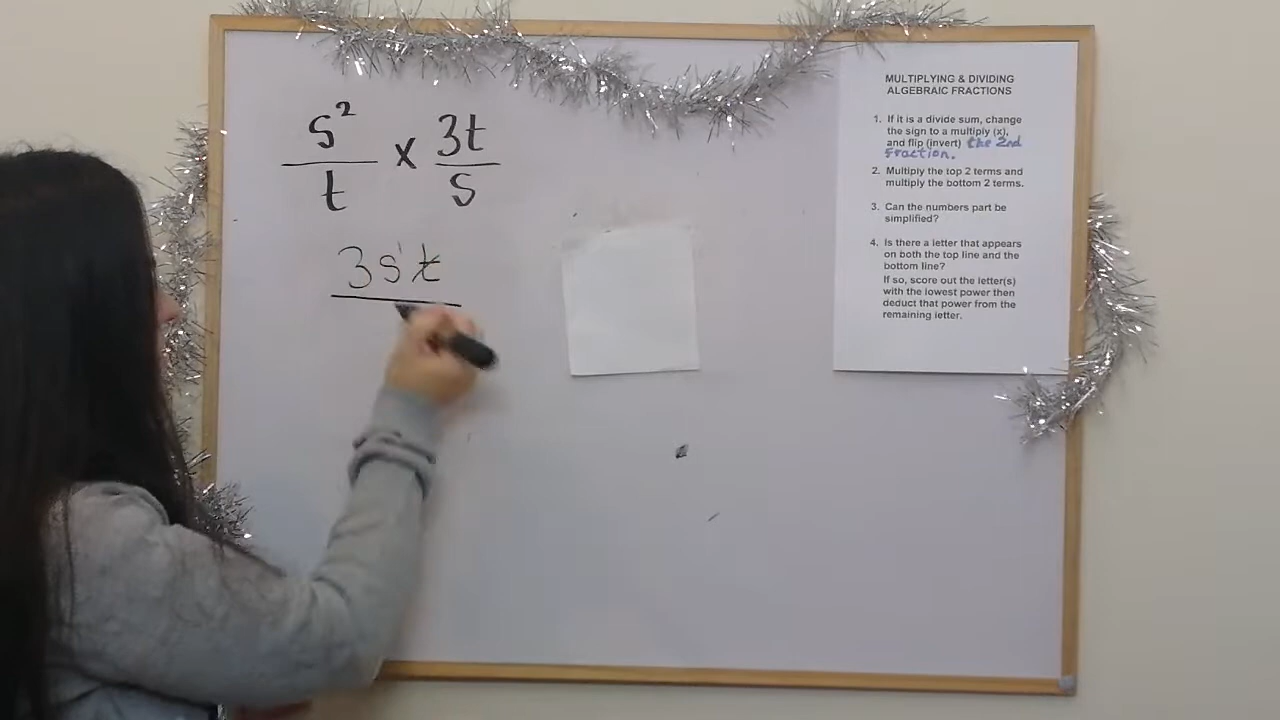 s² / t x 3t / s
3s't
MULTIPLYING & DIVIDING
ALGEBRAIC FRACTIONS
1. If it is a divide sum, change
the sign to a multiply (x),
and flip (invert) the 2nd
fraction.
2. Multiply the top 2 terms and
multiply the bottom 2 terms.
3. Can the numbers part be
simplified?
4. Is there a letter that appears
on both the top line and the
bottom line?
If so, score out the letter(s)
with the lowest power then
deduct that power from the
remaining letter.